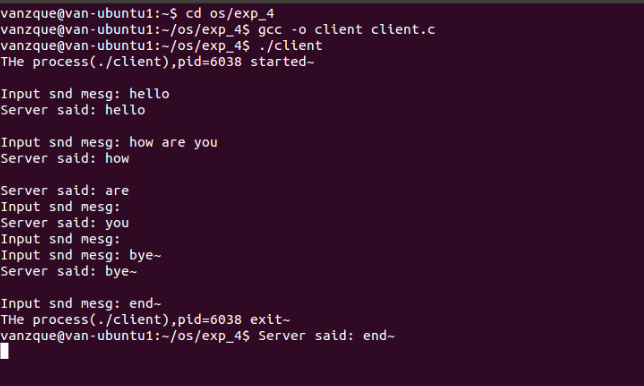 vanzque@van-ubuntu1:~$ cd os/exp_4
vanzque@van-ubuntu1:~/os/exp_4$ gcc -o client client.c
vanzque@van-ubuntu1:~/os/exp_4$ ./client
THe process(./client),pid=6038 started~
Input snd mesg: hello
Server said: hello
Input snd mesg: how are you
Server said: how
Server said: are
Input snd mesg:
Server said: you
Input snd mesg:
Input snd mesg: bye~
Server said: bye~
Input snd mesg: end~
THe process(./client),pid=6038 exit~
vanzque@van-ubuntu1:~/os/exp_4$ Server said: end~